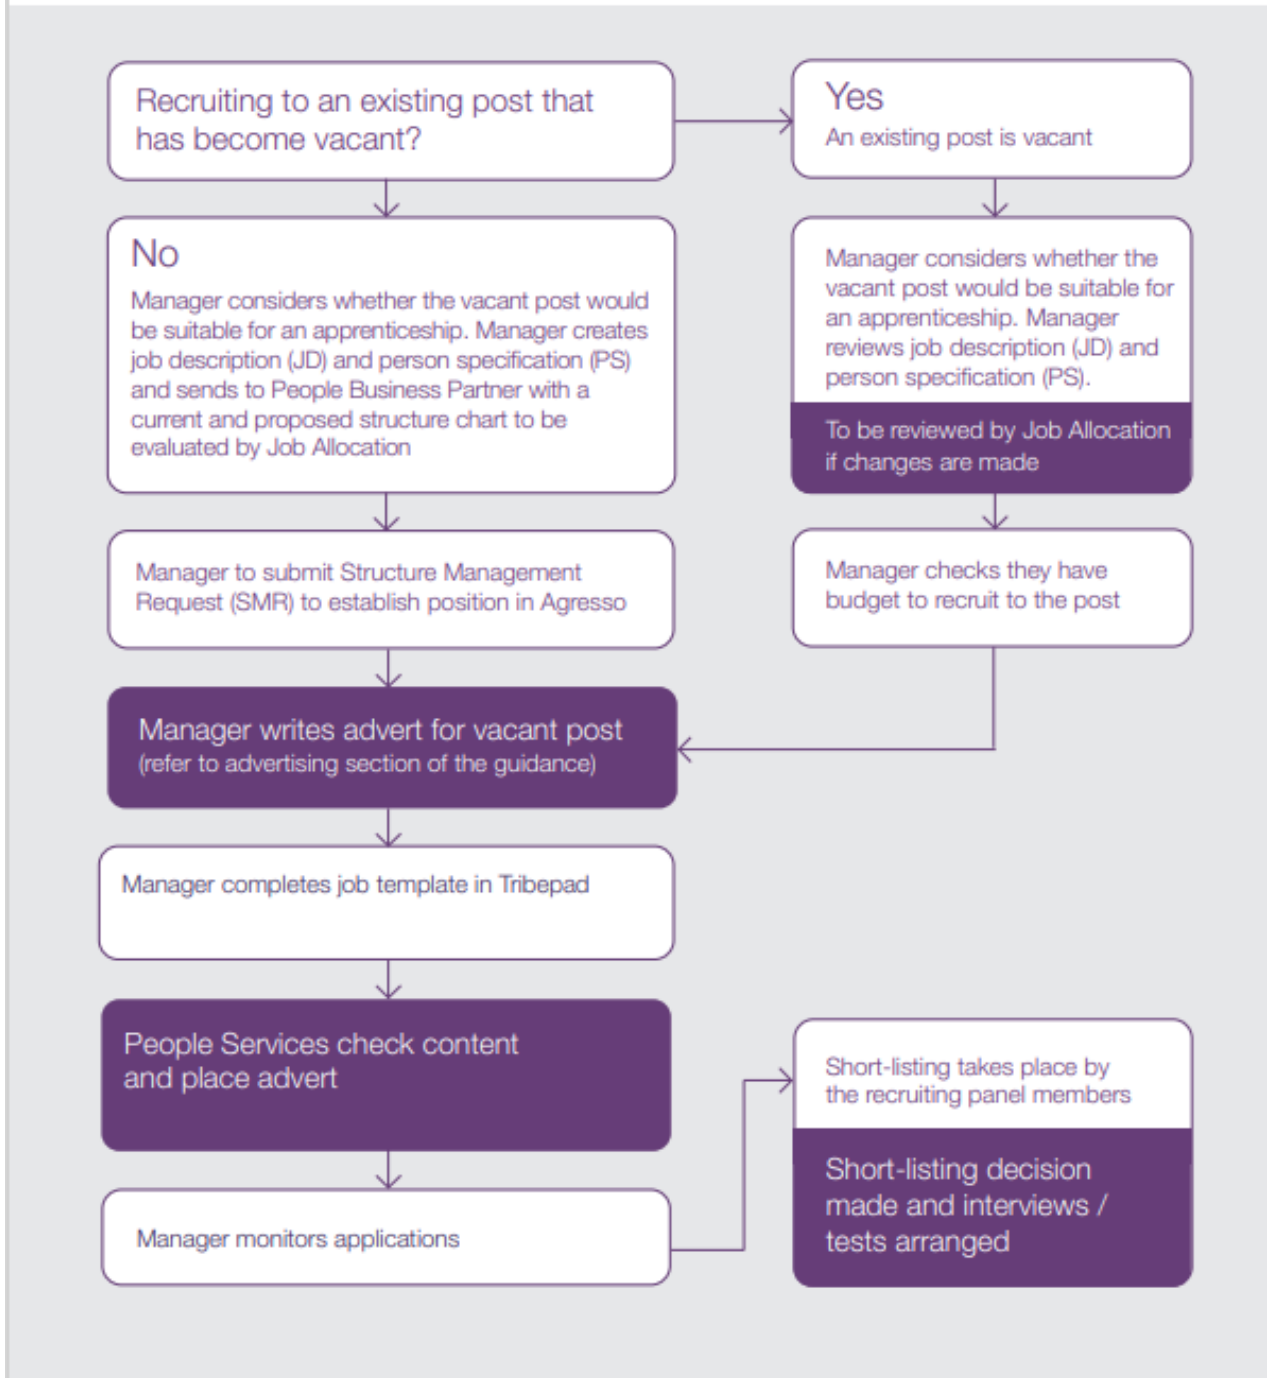 Recruiting to an existing post that
has become vacant?
Yes
An existing post is vacant
No
Manager considers whether the vacant post would
be suitable for an apprenticeship. Manager creates
job description (JD) and person specification (PS)
and sends to People Business Partner with a
current and proposed structure chart to be
evaluated by Job Allocation
Manager considers whether the
vacant post would be suitable for
an apprenticeship. Manager
reviews job description (JD) and
person specification (PS).
To be reviewed by Job Allocation
if changes are made
Manager to submit Structure Management
Request (SMR) to establish position in Agresso
Manager checks they have
budget to recruit to the post
Manager writes advert for vacant post
(refer to advertising section of the guidance)
Manager completes job template in Tribepad
People Services check content
and place advert
Manager monitors applications
Short-listing takes place by
the recruiting panel members
Short-listing decision
made and interviews /
tests arranged